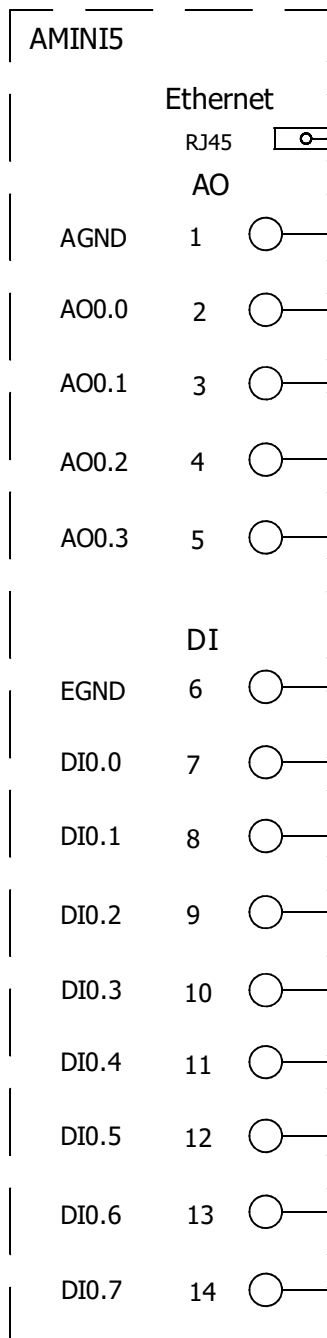 AMINI5
Ethernet
RJ45
AO
AGND 1
AO0.0 2
AO0.1 3
AO0.2 4
AO0.3 5
DI
EGND 6
DI0.0 7
DI0.1 8
DI0.2 9
DI0.3 10
DI0.4 11
DI0.5 12
DI0.6 13
DI0.7 14